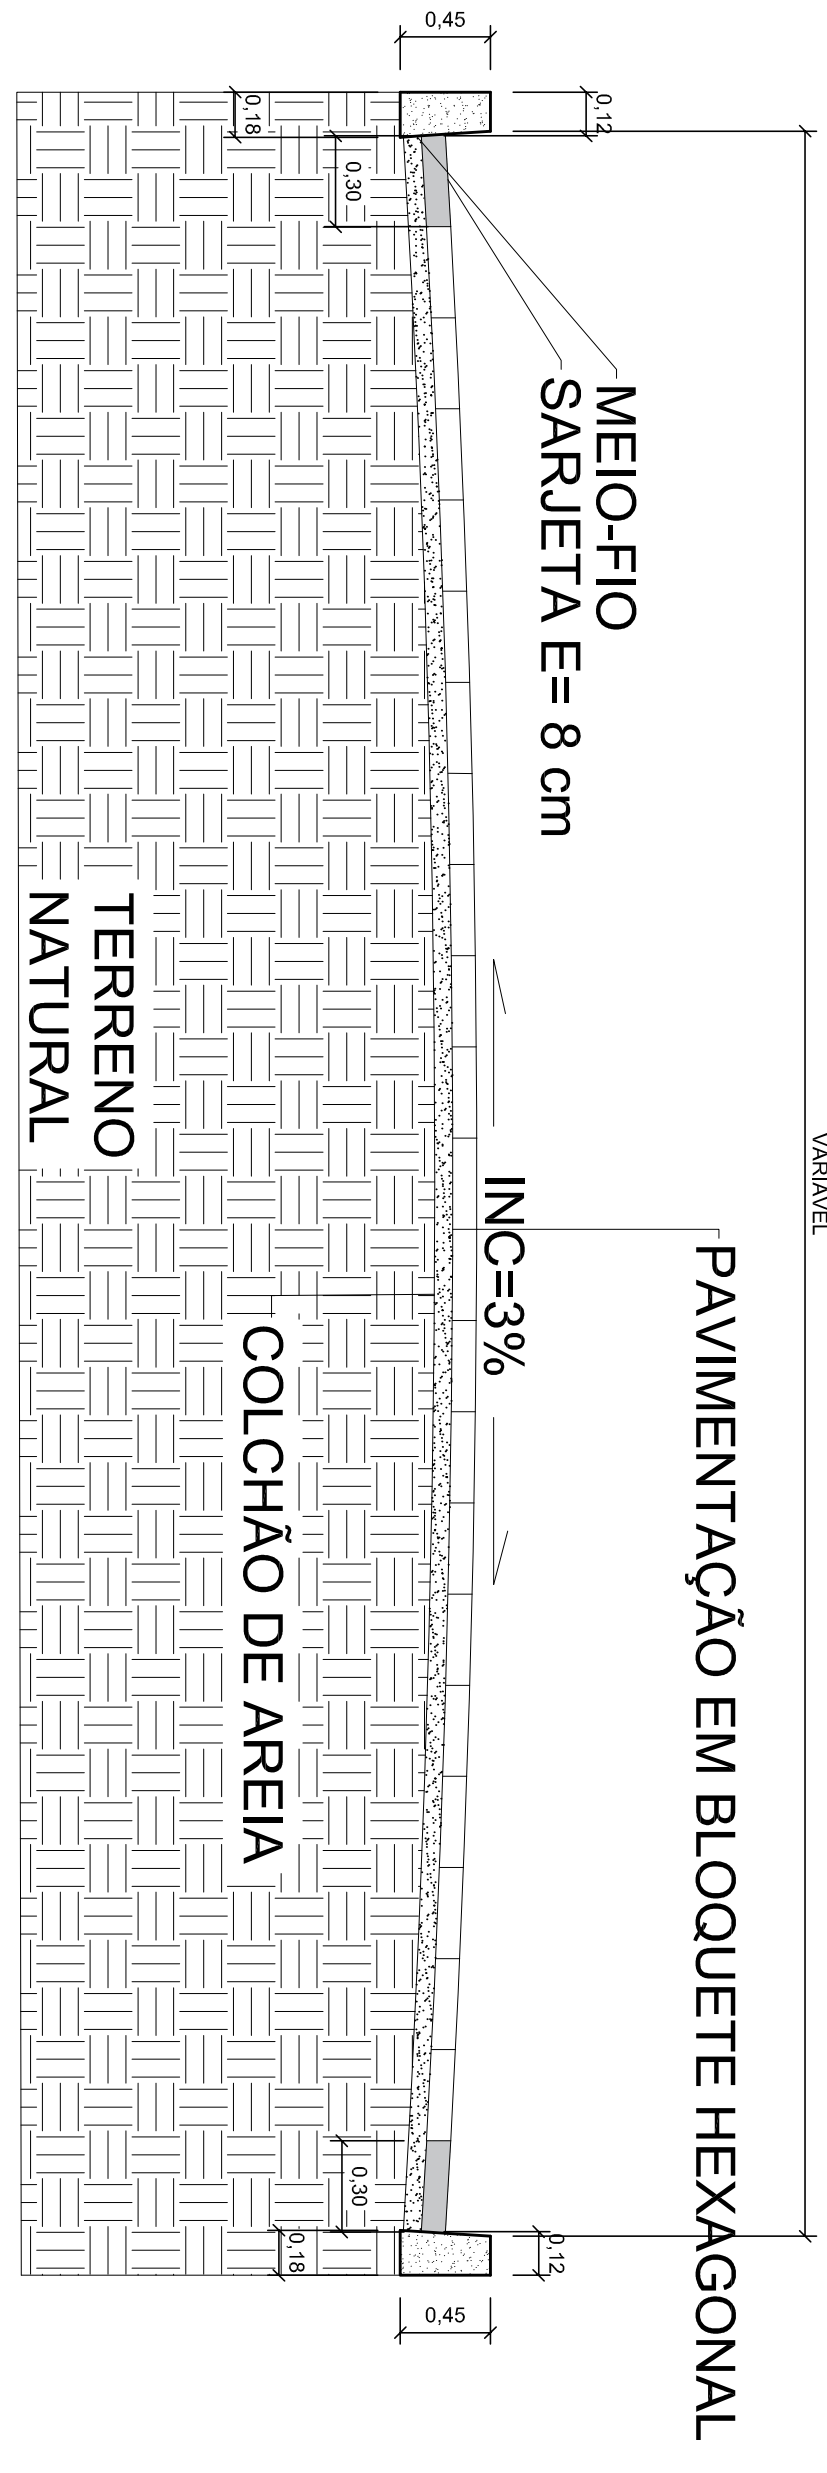 VARIAVEL
PAVIMENTAÇÃO EM BLOQUETE HEXAGONAL
MEIO-FIO
SARJETA E= 8 cm
INC=3%
0,45
0,12
0,18
0,30
0,45
0,12
0,18
0,30
COLCHÃO DE AREIA
TERRENO
NATURAL